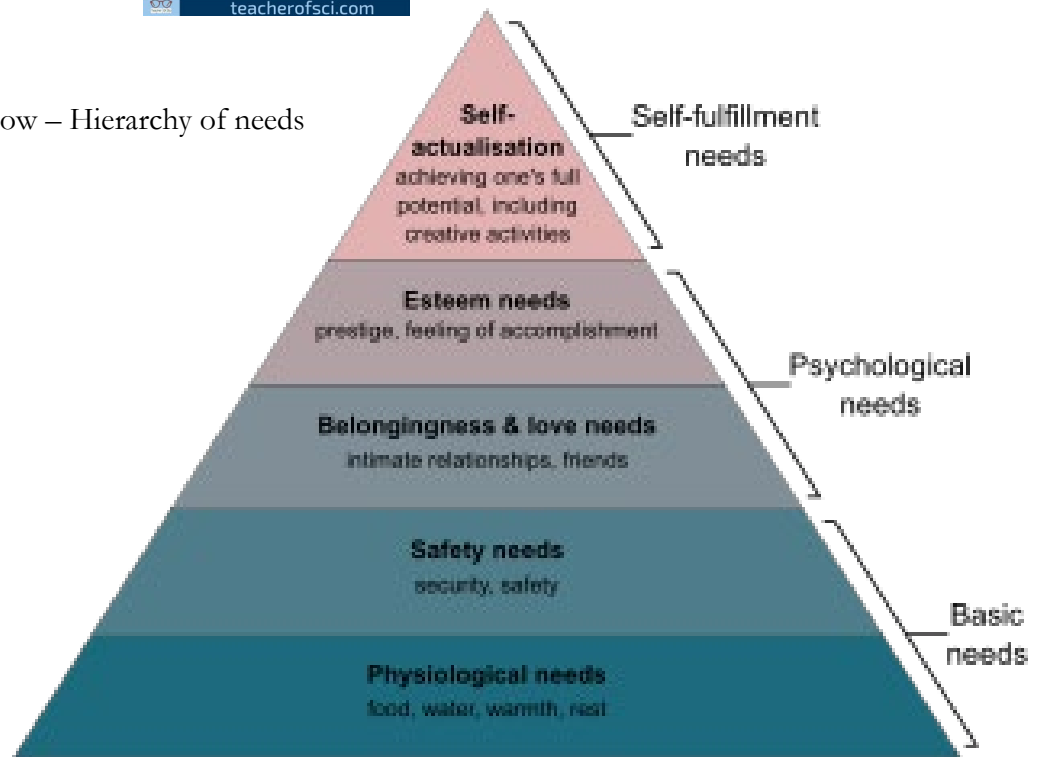 teacherofsci.com
ow – Hierarchy of needs
Self-
actualisation
achieving one's full
potential, including
creative activities
Self-fulfillment
needs
Esteem needs
prestige, feeling of accomplishment
Psychological
needs
Belongingness & love needs
intimate relationships, friends
Safety needs
security, safety
Basic
needs
Physiological needs
food, water, warmth, rest